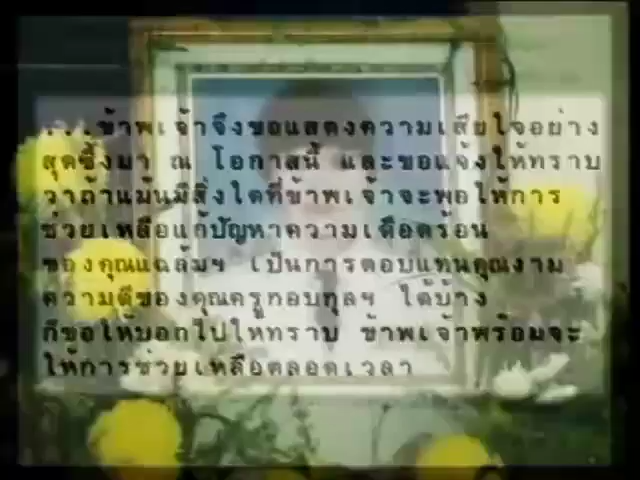 ...ข้าพเจ้าจึงขอแสดงความเสียใจอย่าง
สุดซึ้งมา ณ โอกาสนี้ และขอแจ้งให้ทราบ
ว่าถ้าแม้นมีสิ่งใดที่ข้าพเจ้าจะพอให้การ
ช่วยเหลือแก้ปัญหาความเดือดร้อน
ของคุณแฉล้มฯ เป็นการตอบแทนคุณงาม
ความดีของคุณครูกอบกุลฯ ได้บ้าง
ก็ขอให้บอกไปให้ทราบ ข้าพเจ้าพร้อมจะ
ให้การช่วยเหลือตลอดเวลา